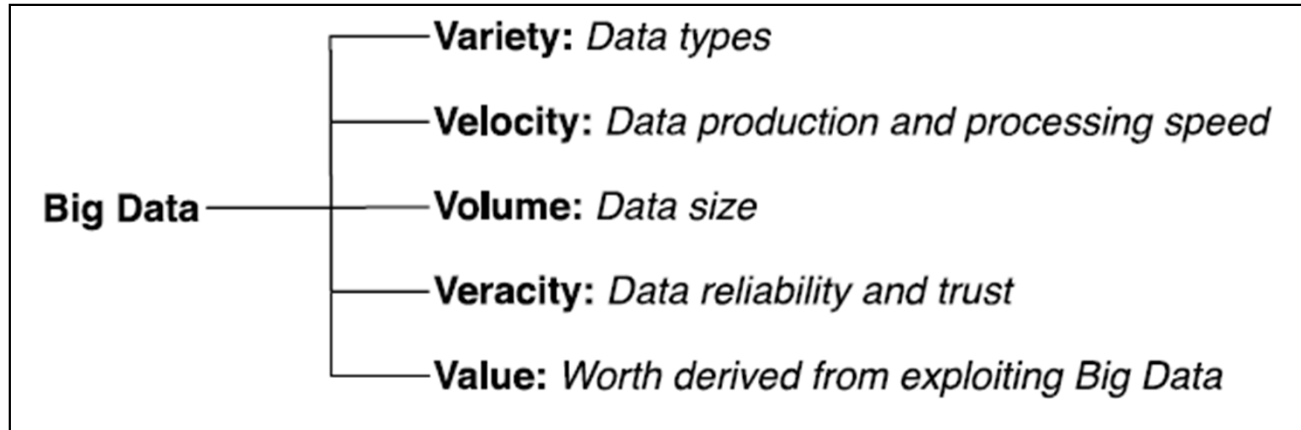 Variety: Data types
Velocity: Data production and processing speed
Big Data
Volume: Data size
Veracity: Data reliability and trust
Value: Worth derived from exploiting Big Data